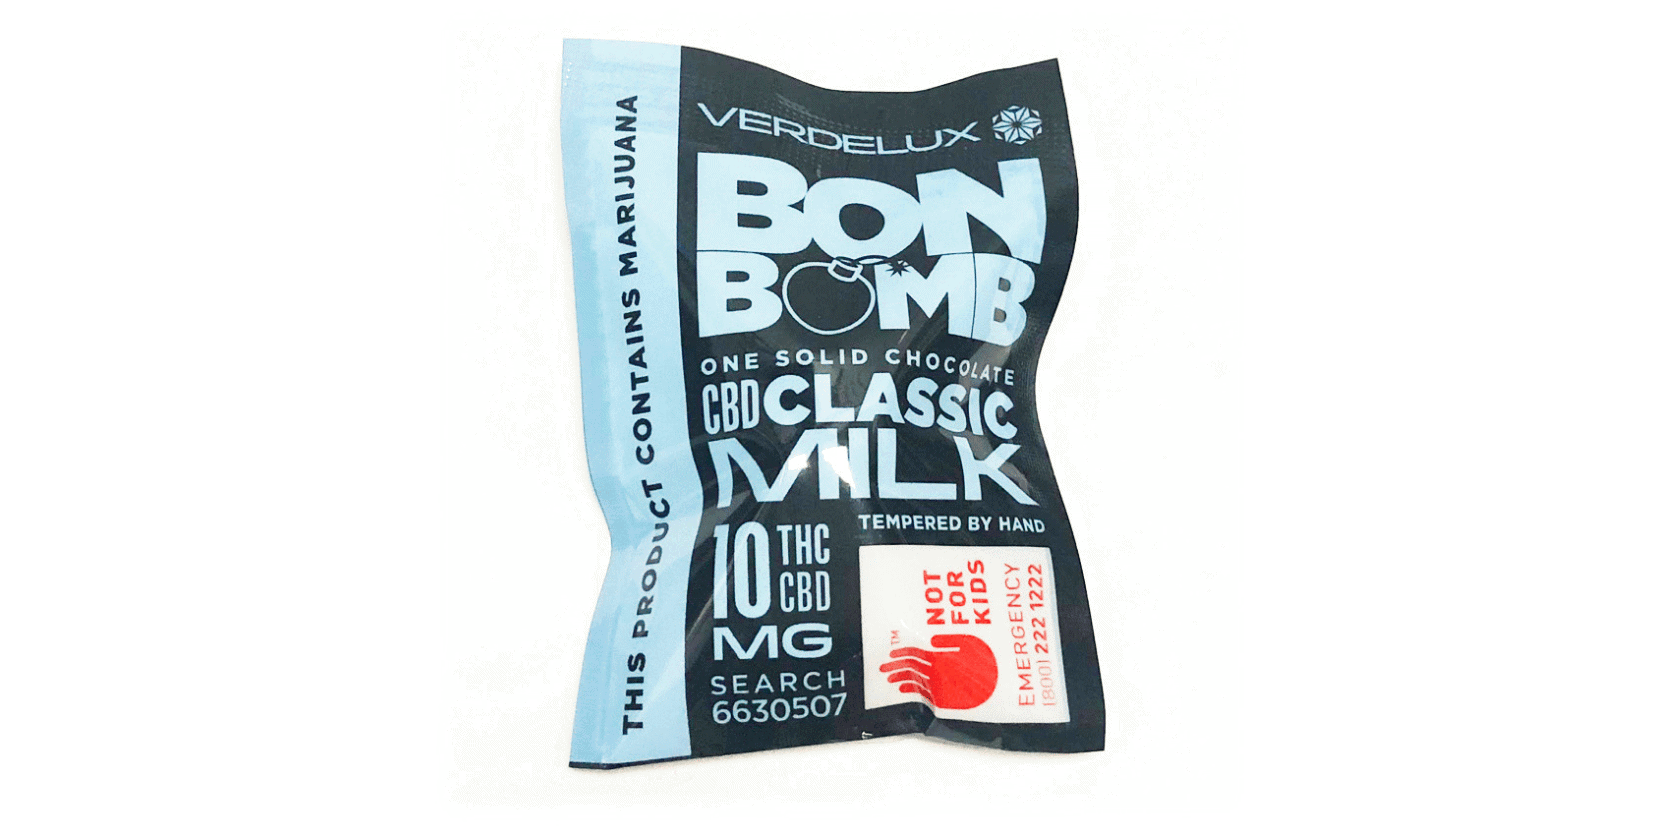 THIS PRODUCT CONTAINS MARIJUANA
VERDELUX
BON
BOMB
ONE SOLID CHOCOLATE
CBD CLASSIC
MILK
TEMPERED BY HAND
10 THC
CBD
MG
SEARCH
6630507
™
NOT
FOR
KIDS
EMERGENCY
(800) 222 1222